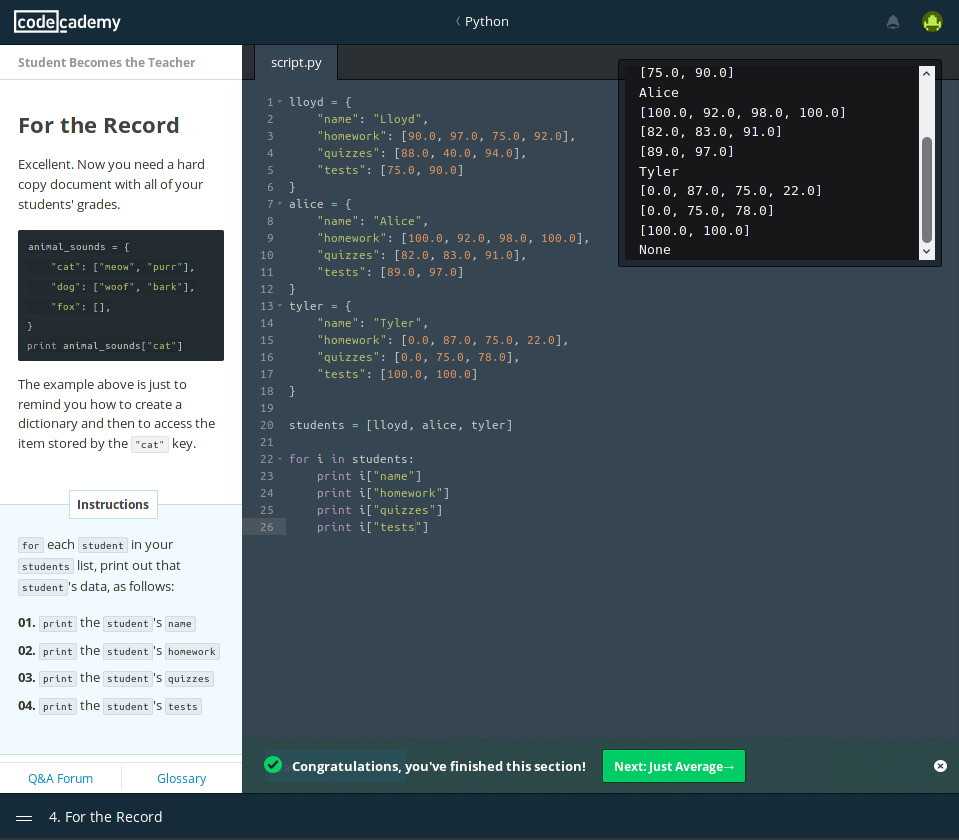 codecademy
Python
Student Becomes the Teacher
For the Record
Excellent. Now you need a hard
copy document with all of your
students' grades.
animal_sounds = {
"cat": ["meow", "purr"],
"dog": ["woof", "bark"],
"fox": [],
}
print animal_sounds["cat"]
The example above is just to
remind you how to create a
dictionary and then to access the
item stored by the "cat" key.
Instructions
for each student in your
students list, print out that
student's data, as follows:
01. print the student's name
02. print the student's homework
03. print the student's quizzes
04. print the student's tests
Q&A Forum
Glossary
script.py
1 lloyd = {
2 "name": "Lloyd",
3 "homework": [90.0, 97.0, 75.0, 92.0],
4 "quizzes": [88.0, 40.0, 94.0],
5 "tests": [75.0, 90.0]
6 }
7 alice = {
8 "name": "Alice",
9 "homework": [100.0, 92.0, 98.0, 100.0],
10 "quizzes": [82.0, 83.0, 91.0],
11 "tests": [89.0, 97.0]
12 }
13 tyler = {
14 "name": "Tyler",
15 "homework": [0.0, 87.0, 75.0, 22.0],
16 "quizzes": [0.0, 75.0, 78.0],
17 "tests": [100.0, 100.0]
18 }
19
20 students = [lloyd, alice, tyler]
21
22 for i in students:
23 print i["name"]
24 print i["homework"]
25 print i["quizzes"]
26 print i["tests"]
[75.0, 90.0]
Alice
[100.0, 92.0, 98.0, 100.0]
[82.0, 83.0, 91.0]
[89.0, 97.0]
Tyler
[0.0, 87.0, 75.0, 22.0]
[0.0, 75.0, 78.0]
[100.0, 100.0]
None
Congratulations, you've finished this section!
Next: Just Average→
4. For the Record